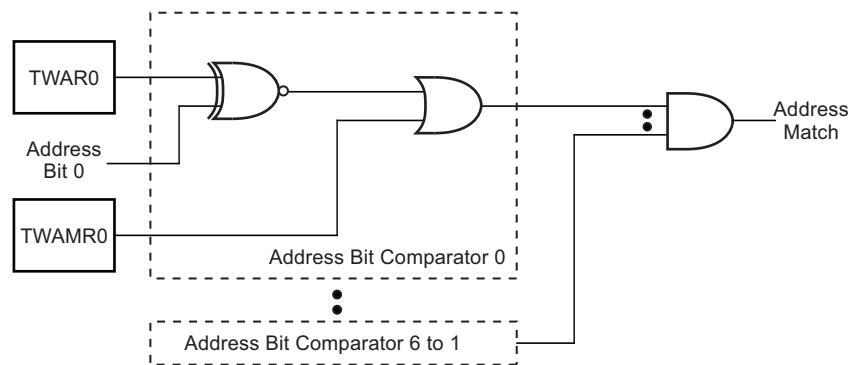 TWAR0
Address
Bit 0
TWAMR0
Address Bit Comparator 0
Address Bit Comparator 6 to 1
Address
Match